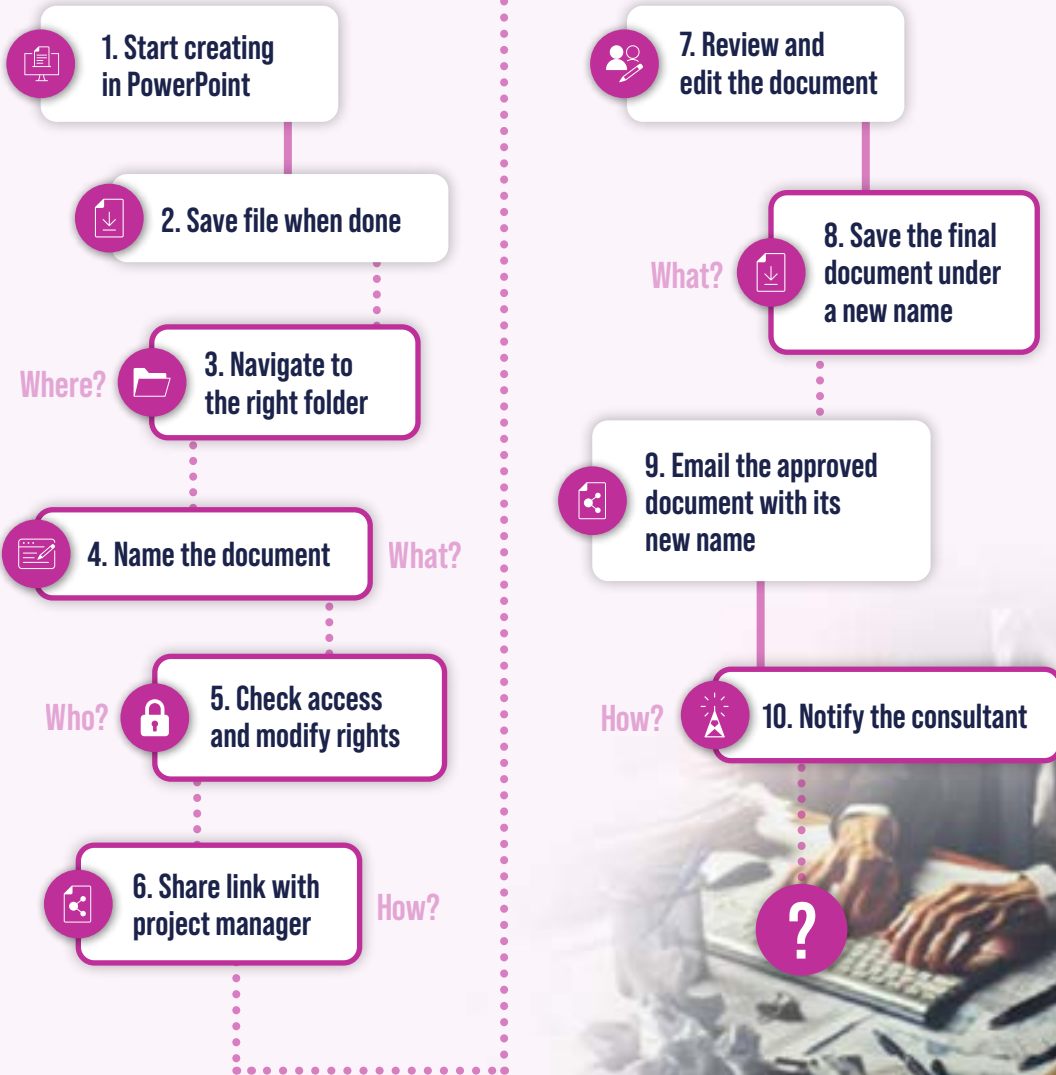 1. Start creating
in PowerPoint
2. Save file when done
Where?
3. Navigate to
the right folder
4. Name the document
What?
Who?
5. Check access
and modify rights
6. Share link with
project manager
How?
7. Review and
edit the document
What?
8. Save the final
document under
a new name
9. Email the approved
document with its
new name
How?
10. Notify the consultant
?